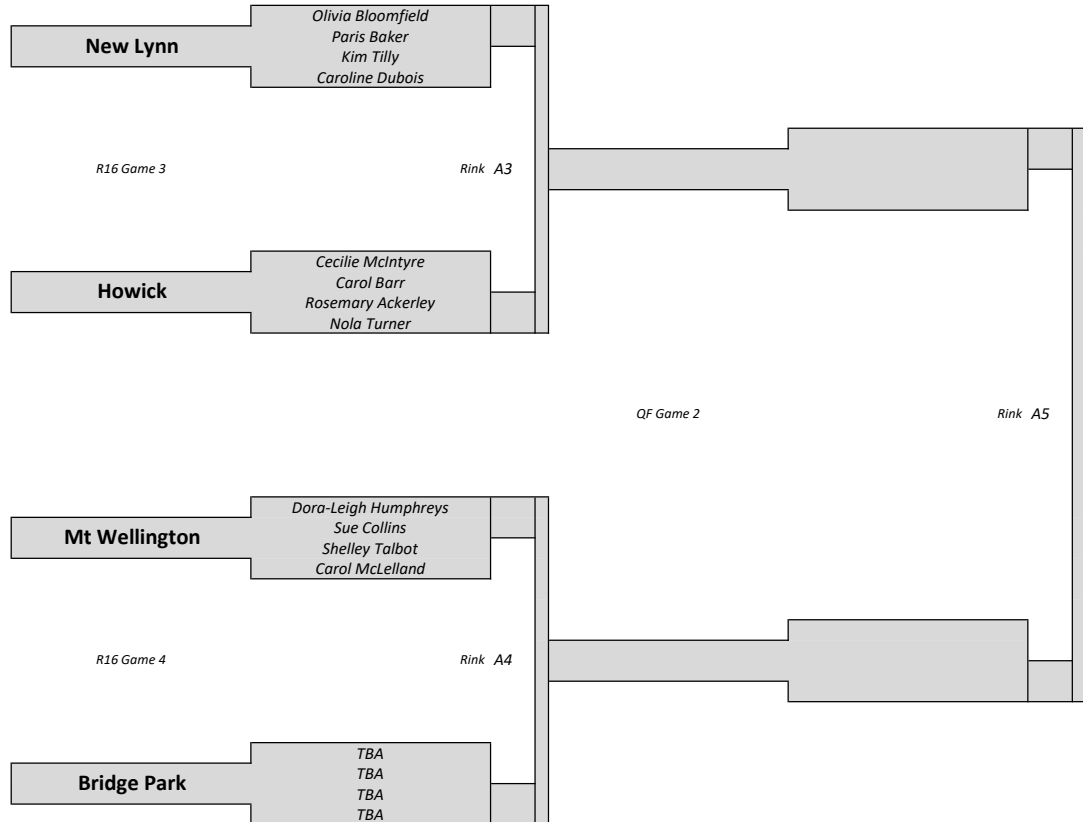 New Lynn
Olivia Bloomfield
Paris Baker
Kim Tilly
Caroline Dubois
R16 Game 3
Rink A3
Howick
Cecilie McIntyre
Carol Barr
Rosemary Ackerley
Nola Turner
QF Game 2
Rink A5
Mt Wellington
Dora-Leigh Humphreys
Sue Collins
Shelley Talbot
Carol McLelland
R16 Game 4
Rink A4
Bridge Park
TBA
TBA
TBA
TBA